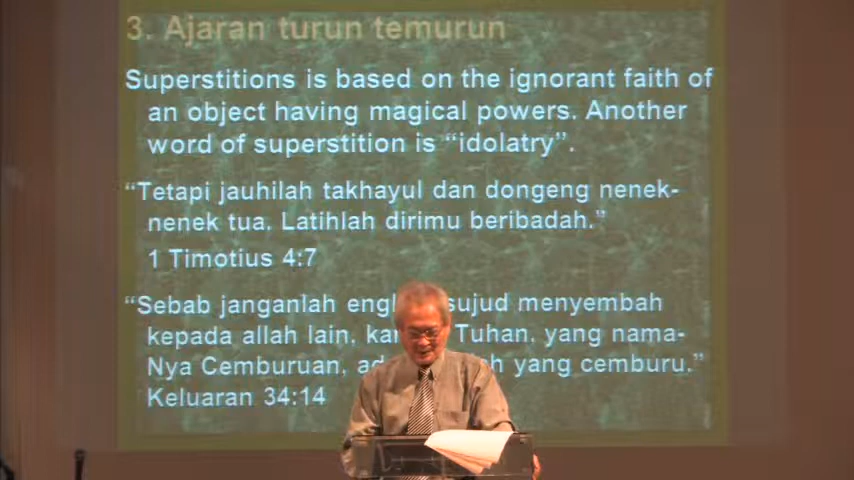 3. Ajaran turun temurun
Superstitions is based on the ignorant faith of
an object having magical powers. Another
word of superstition is “idolatry”.
“Tetapi jauhilah takhayul dan dongeng nenek-
nenek tua. Latihlah dirimu beribadah.”
1 Timotius 4:7
“Sebab janganlah sujud menyembah
kepada allah lain, Tuhan, yang nama-
Nya Cemburuan, yang cemburu.”
Keluaran 34:14